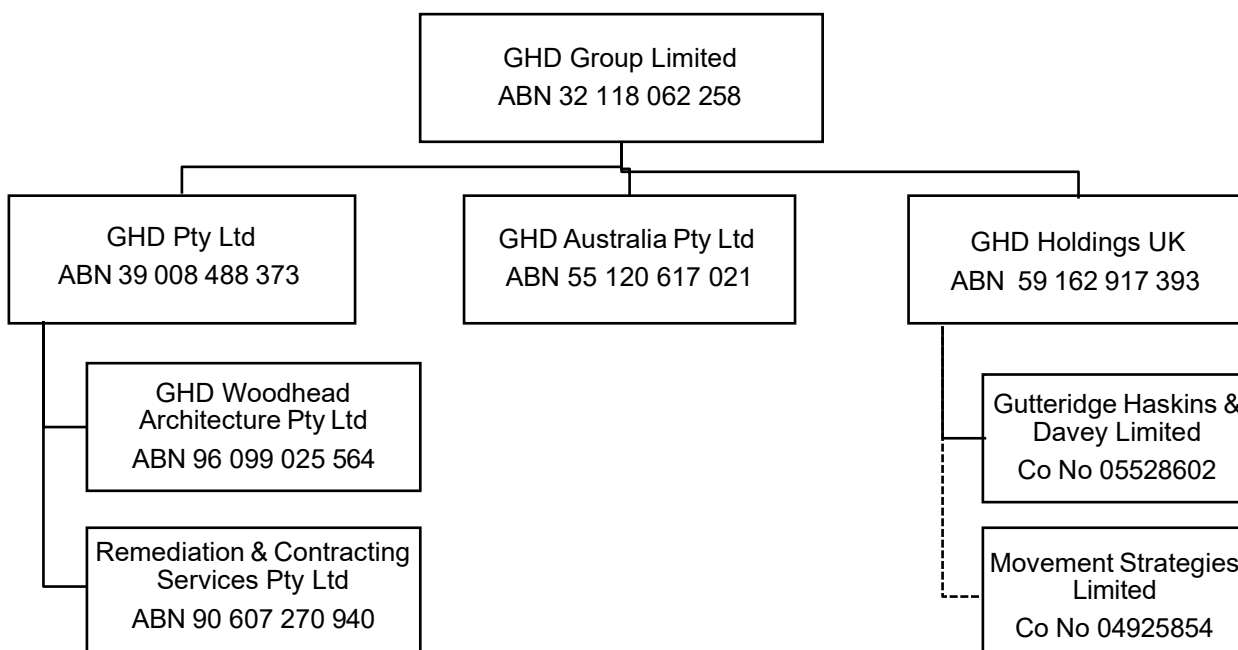 GHD Group Limited
ABN 32 118 062 258
GHD Pty Ltd
ABN 39 008 488 373
GHD Australia Pty Ltd
ABN 55 120 617 021
GHD Holdings UK
ABN 59 162 917 393
GHD Woodhead
Architecture Pty Ltd
ABN 96 099 025 564
Gutteridge Haskins &
Davey Limited
Co No 05528602
Remediation & Contracting
Services Pty Ltd
ABN 90 607 270 940
Movement Strategies
Limited
Co No 04925854